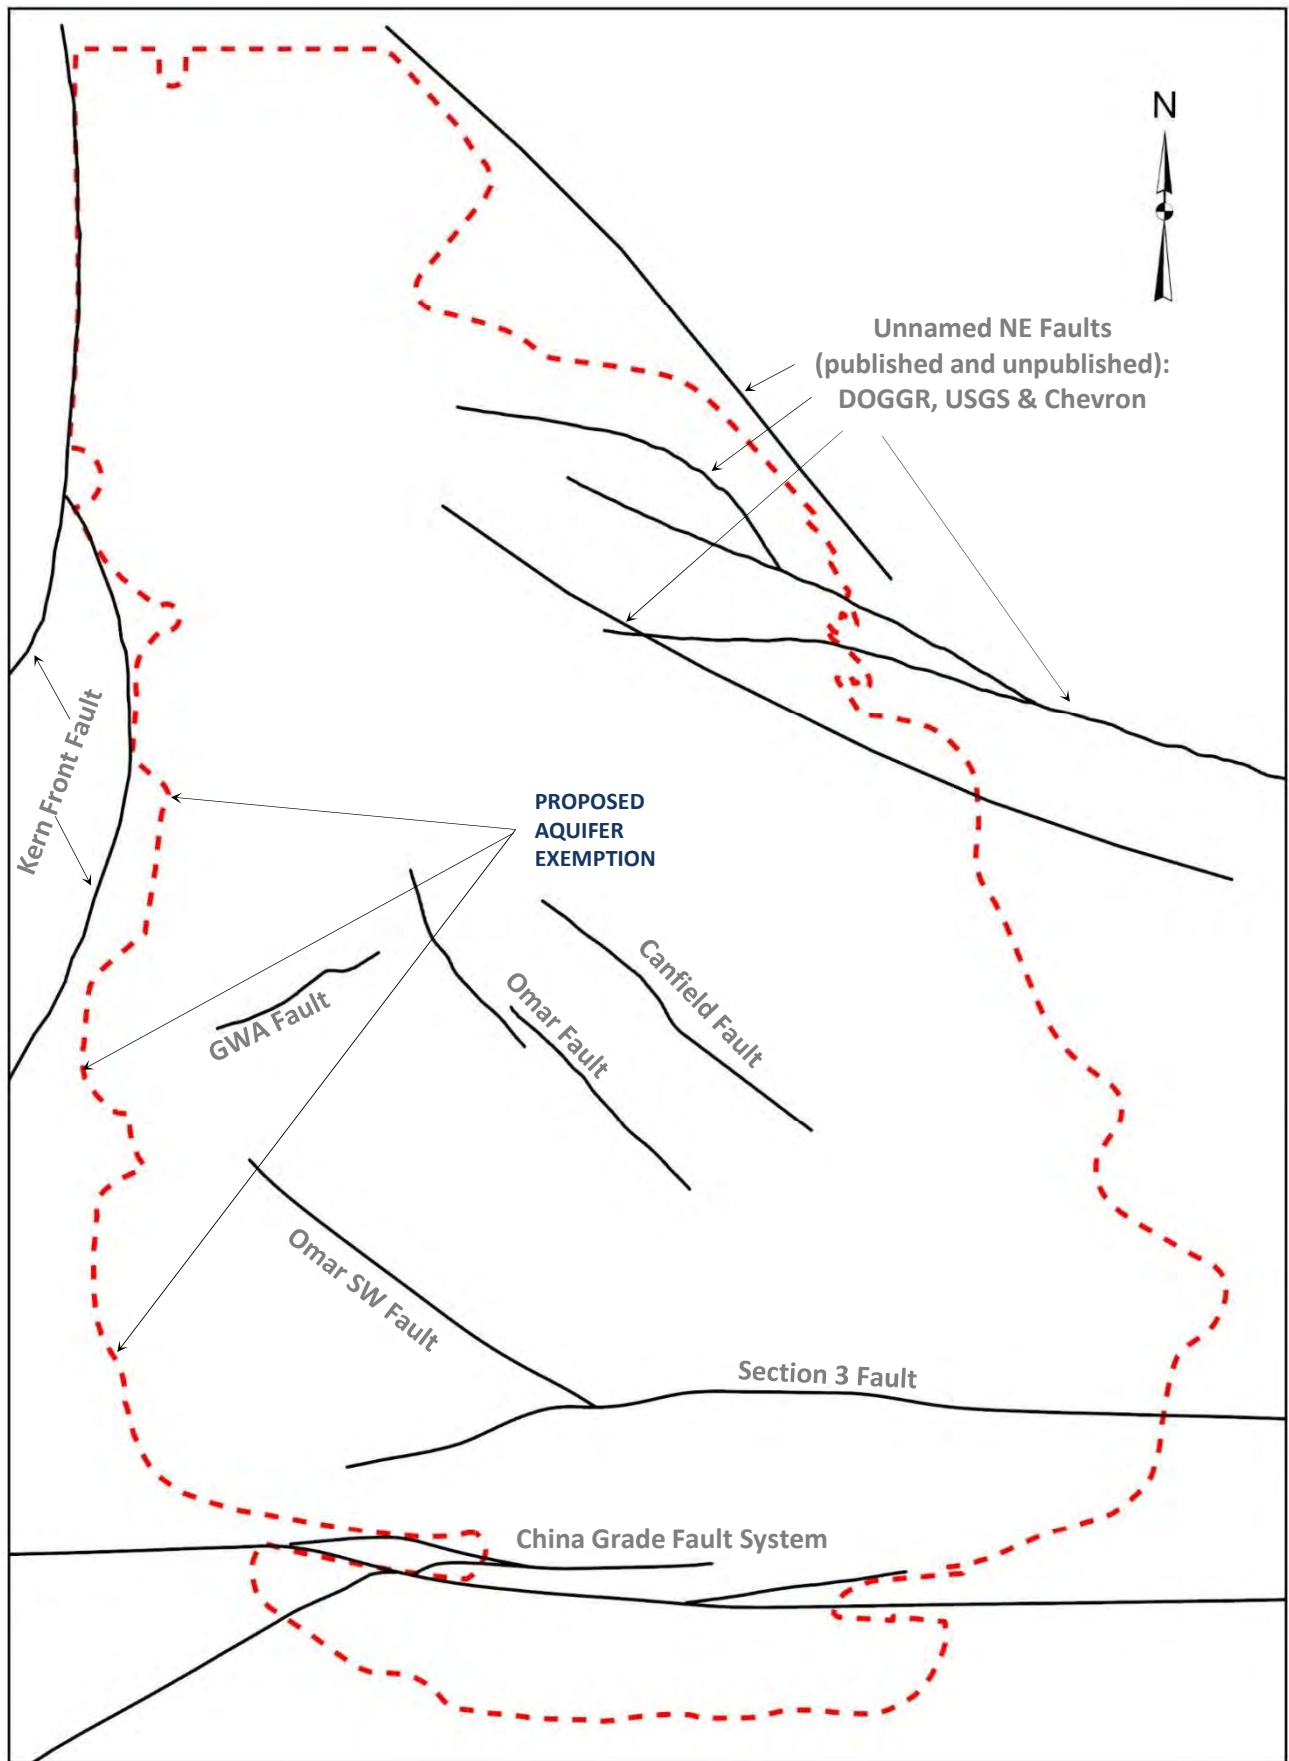 N
Unnamed NE Faults
(published and unpublished):
DOGGR, USGS & Chevron
Kern Front Fault
PROPOSED
AQUIFER
EXEMPTION
GWA Fault
Omar Fault
Canfield Fault
Omar SW Fault
Section 3 Fault
China Grade Fault System